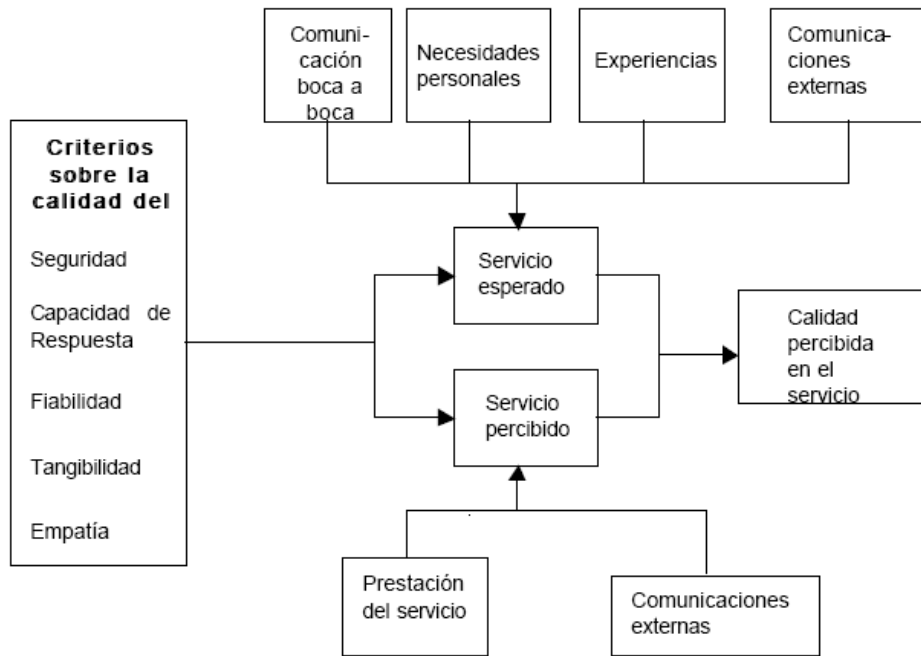 Comuni-
cación
boca a
boca
Necesidades
personales
Experiencias
Comunica-
ciones
externas
Criterios
sobre la
calidad del
Seguridad
Capacidad de
Respuesta
Fiabilidad
Tangibilidad
Empatía
Servicio
esperado
Servicio
percibido
Calidad
percibida
en el
servicio
Prestación
del servicio
Comunicaciones
externas